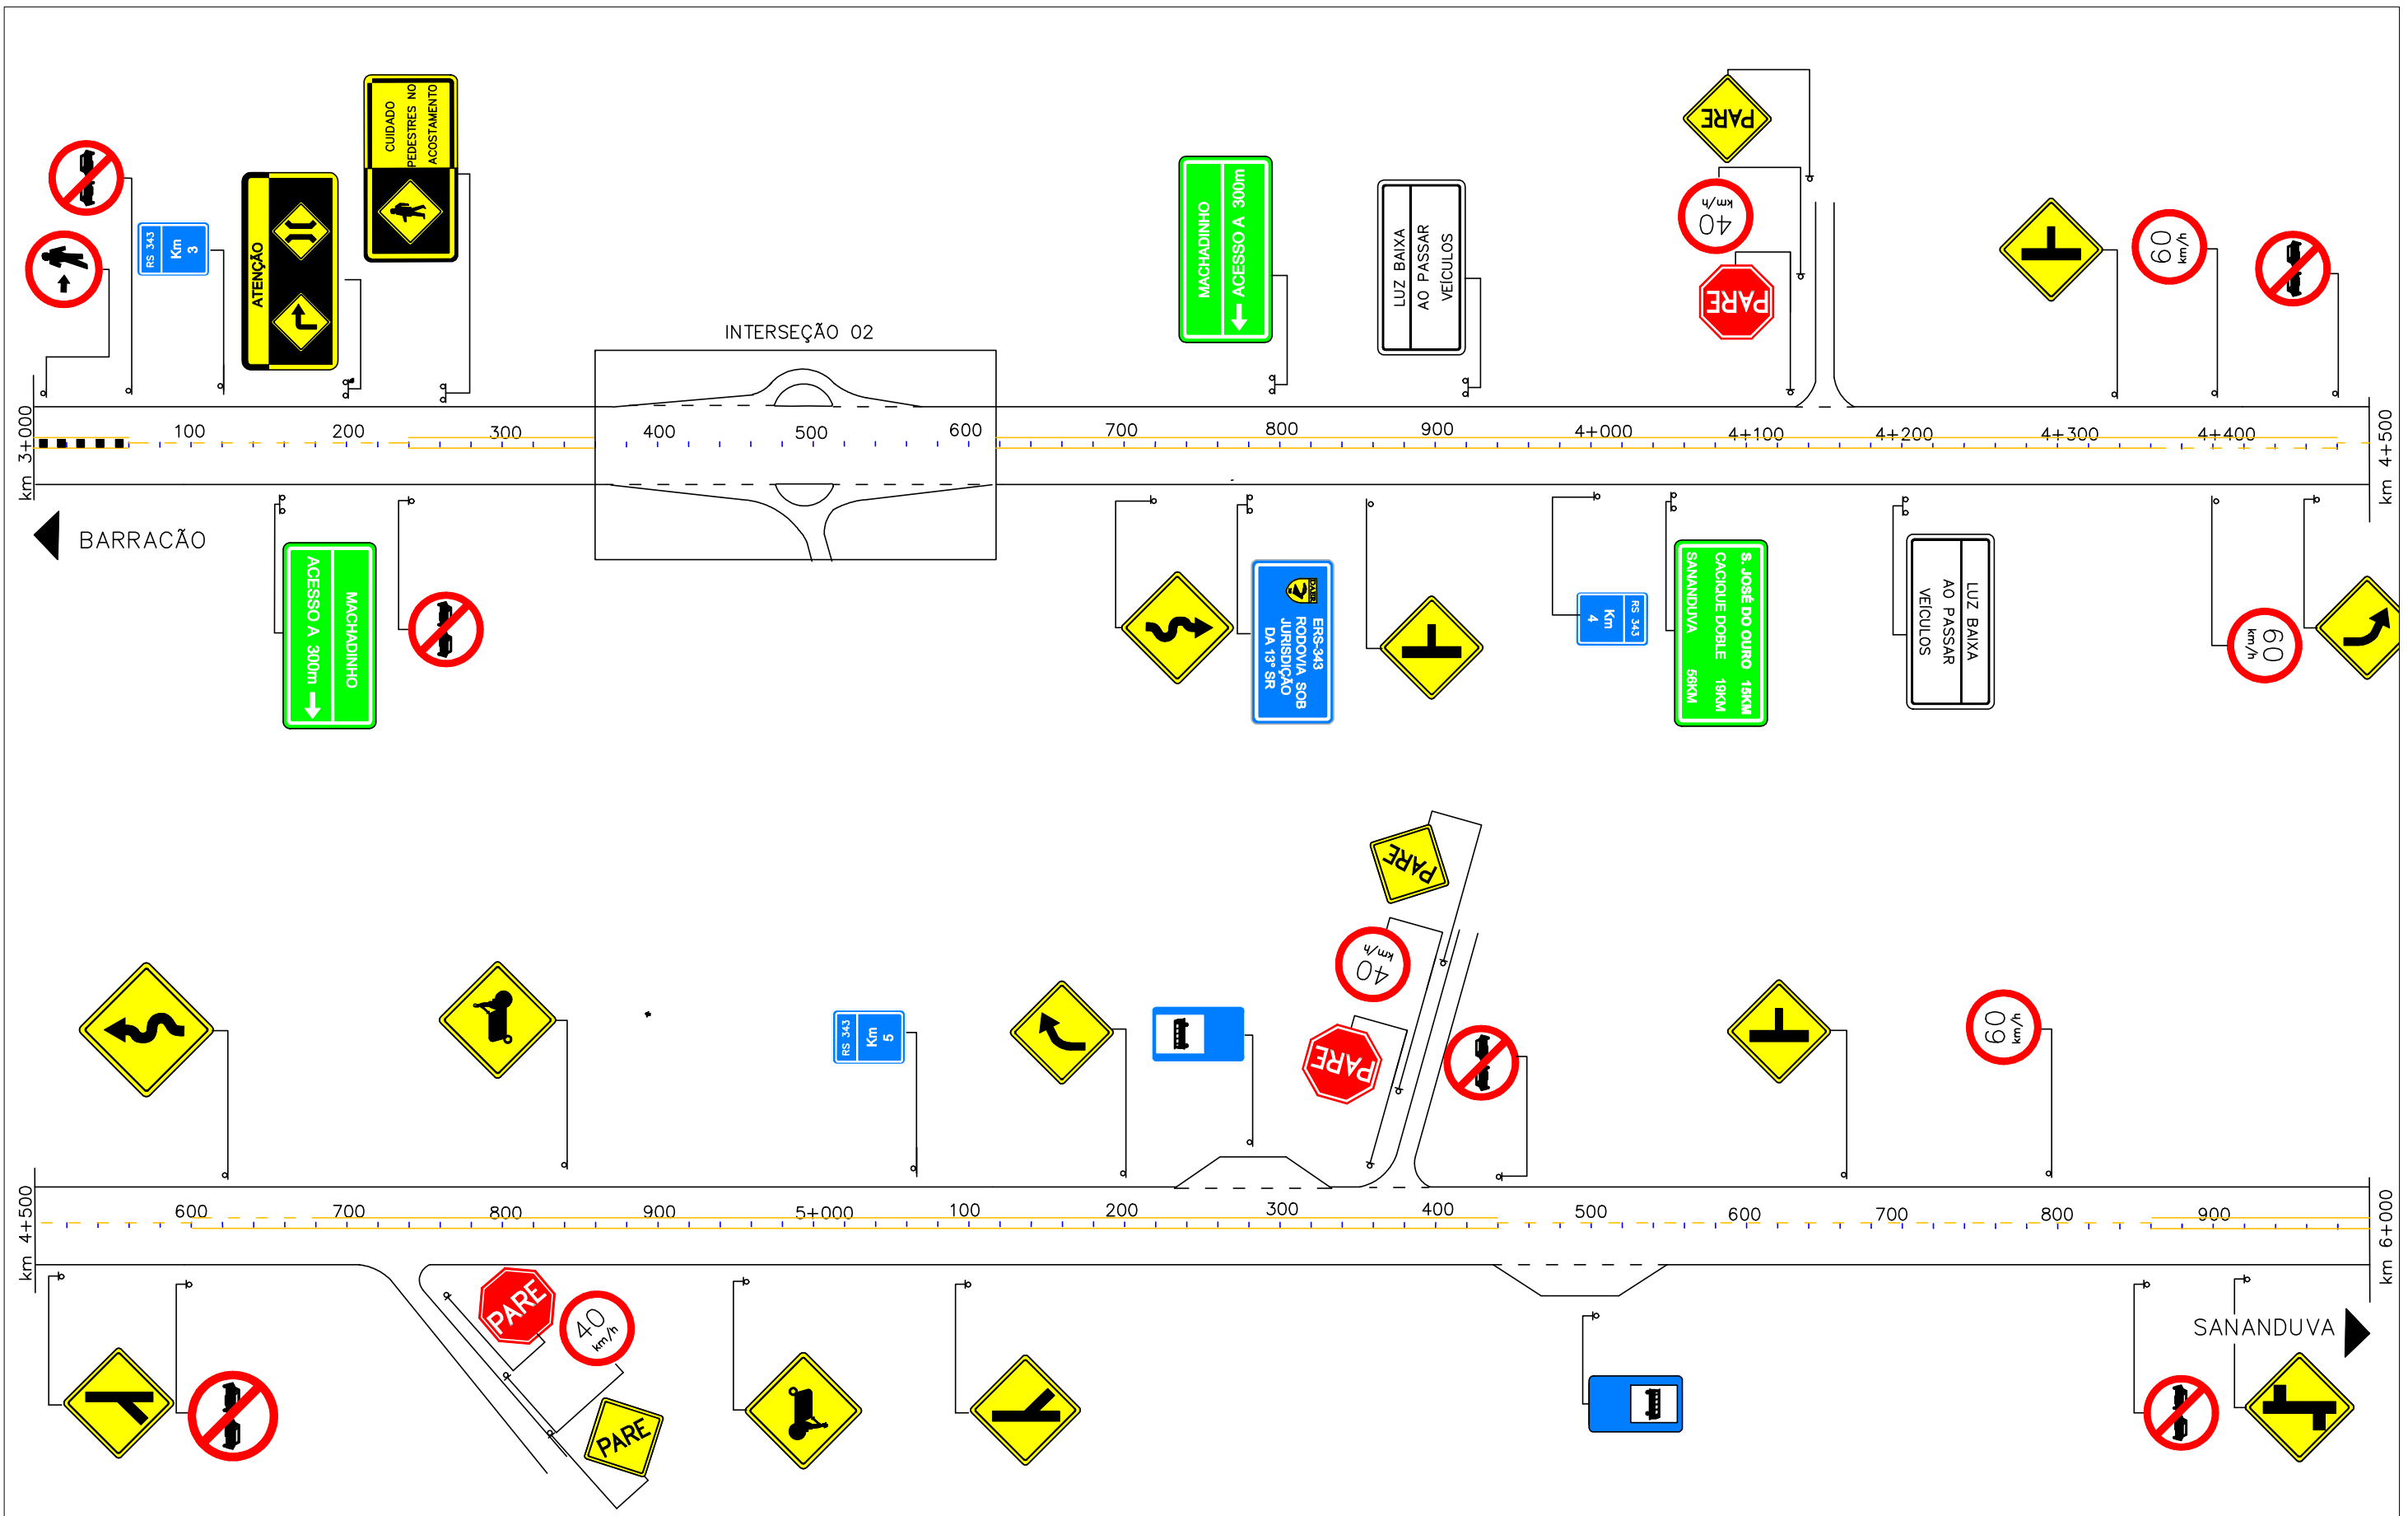 CUIDADO
PEDESTRES NO
ACOSTAMENTO
RS 343
Km
3
ATENÇÃO
MACHADINHO
ACESSO A 300m
LUZ BAIXA
AO PASSAR
VEÍCULOS
PARE
40
km/h
PARE
60
km/h
INTERSEÇÃO 02
km 3+000
100
200
300
400
500
600
700
800
900
4+000
4+100
4+200
4+300
4+400
km 4+500
BARRACÃO
MACHADINHO
ACESSO A 300m
DAER
ERS-343
RODOVIA SOB
JURISDIÇÃO
DA 13° SR
RS 343
Km
4
S. JOSÉ DO OURO 15KM
CACIQUE DOBLE 19KM
SANANDUVA 56KM
LUZ BAIXA
AO PASSAR
VEÍCULOS
60
km/h
PARE
40
km/h
PARE
RS 343
Km
5
60
km/h
km 4+500
600
700
800
900
5+000
100
200
300
400
500
600
700
800
900
km 6+000
PARE
40
km/h
PARE
SANANDUVA